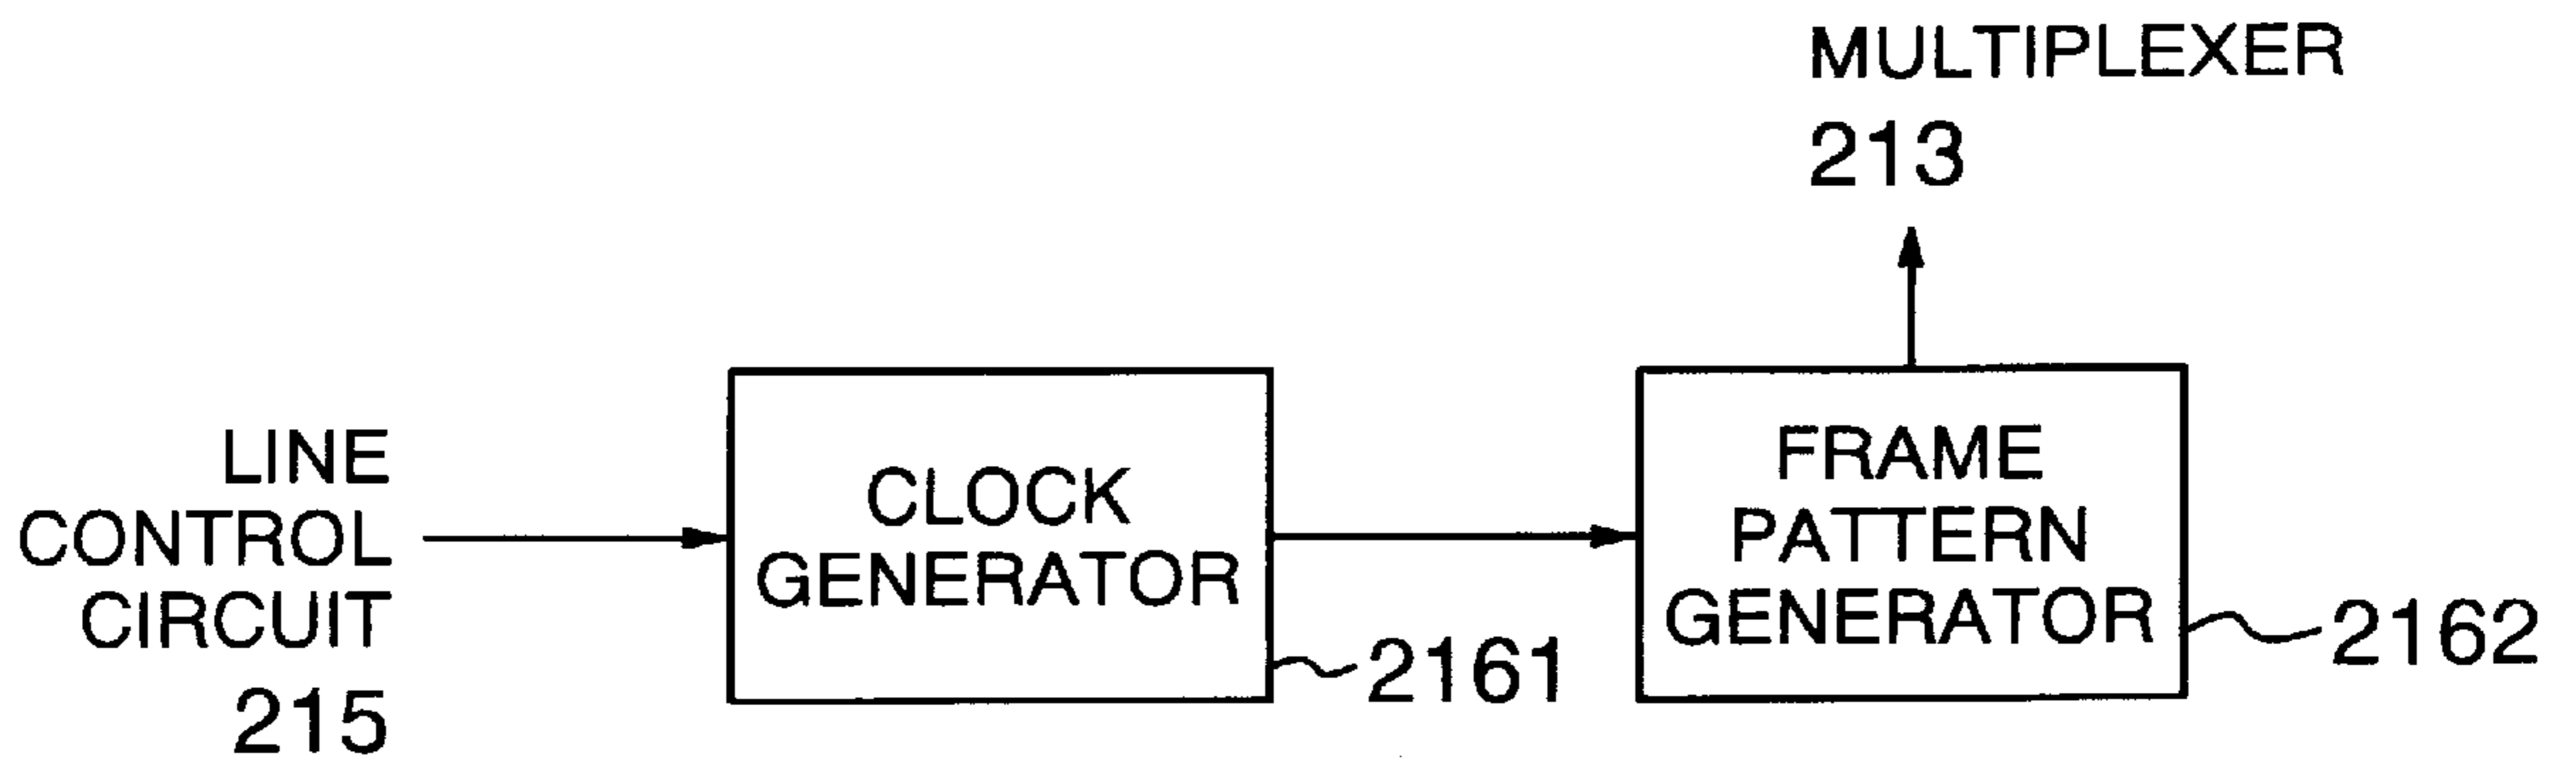 MULTIPLEXER
213
LINE
CONTROL
CIRCUIT
215
CLOCK
GENERATOR
2161
FRAME
PATTERN
GENERATOR
2162